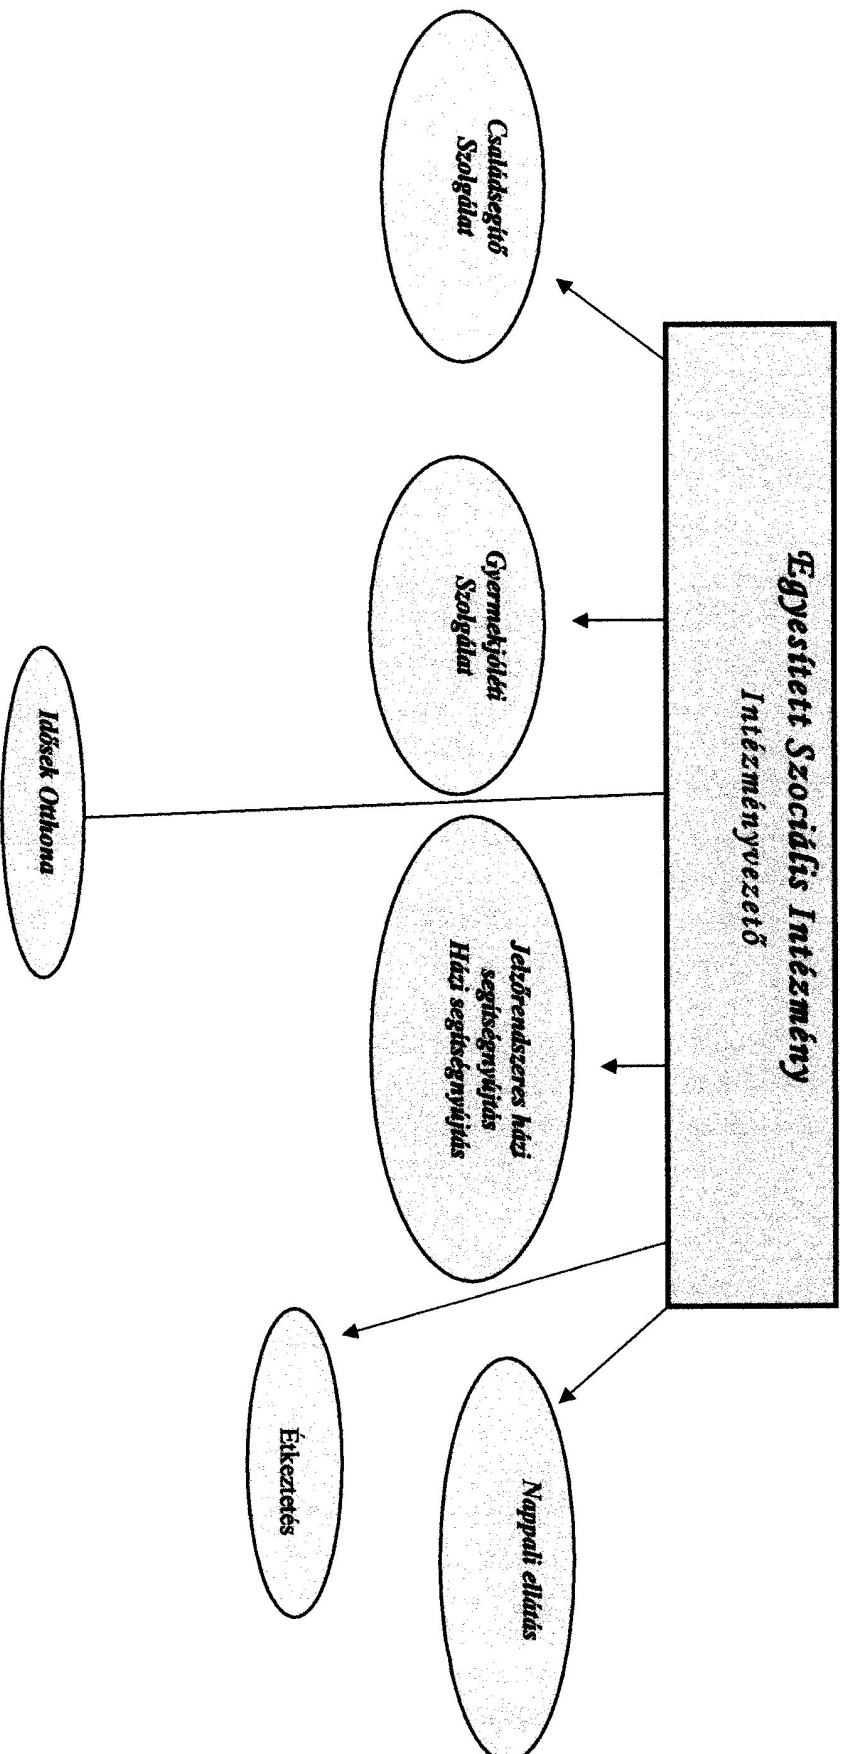 Egyesített Szociális Intézmény
Intézményvezető
Családsegítő
Szolgálat
Gyermekjóléti
Szolgálat
Jelzőrendszeres házi
segítségnyújtás
Házi segítségnyújtás
Nappali ellátás
Étkeztetés
Idősek Otthona